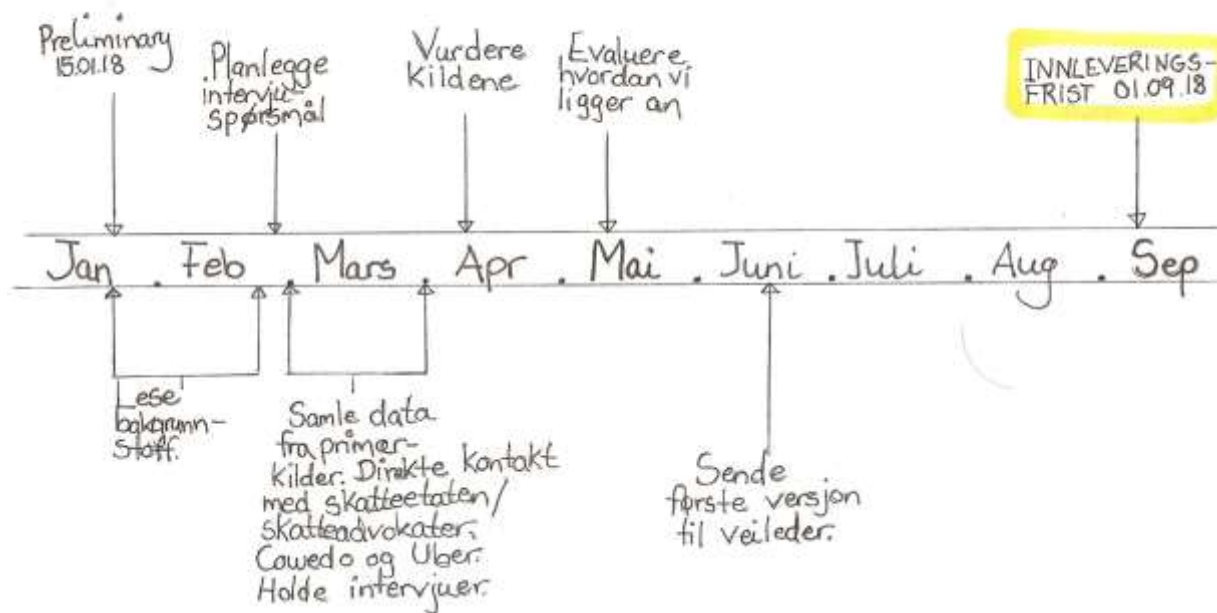 Preliminary
15.01.18
Planlegge
intervju-
spørsmål
Vurdere
kildene
Evaluere
hvordan vi
ligger an
INNLEVERINGS-
FRIST 01.09.18
Jan . Feb . Mars . Apr . Mai . Juni . Juli . Aug . Sep
Lese
bakgrunn-
stoff.
Samle data
fra primær-
kilder. Direkte kontakt
med skatteetaten/
skatteadvokater.
Cowedo og Uber.
Holde intervjuer.
Sende
første versjon
til veileder.